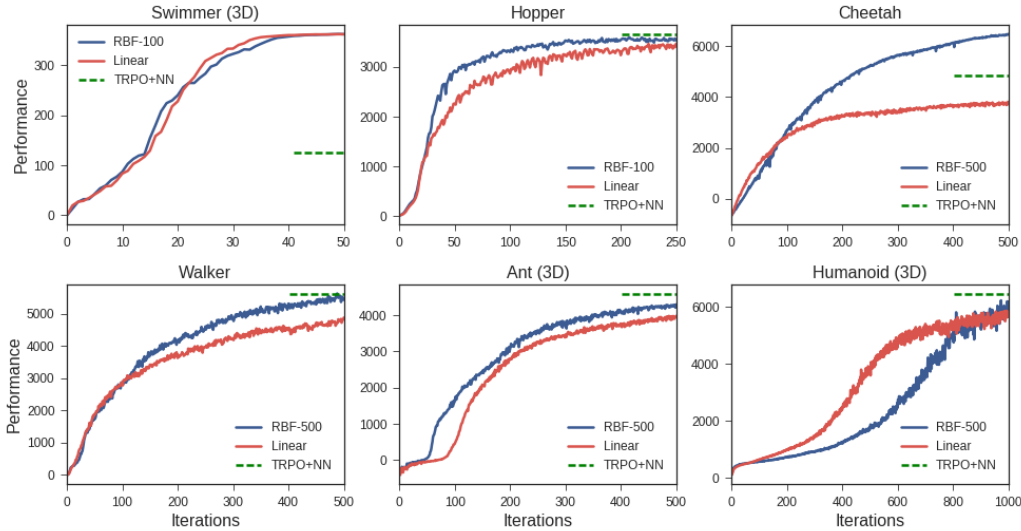 Swimmer (3D)
Performance
300
200
100
0
RBF-100
Linear
TRPO+NN
0 10 20 30 40 50
Hopper
3000
2000
1000
0
RBF-100
Linear
TRPO+NN
0 50 100 150 200 250
Cheetah
6000
4000
2000
0
RBF-500
Linear
TRPO+NN
0 100 200 300 400 500
Walker
Performance
5000
4000
3000
2000
1000
0
RBF-500
Linear
TRPO+NN
0 100 200 300 400 500
Iterations
Ant (3D)
4000
3000
2000
1000
0
RBF-500
Linear
TRPO+NN
0 100 200 300 400 500
Iterations
Humanoid (3D)
6000
4000
2000
0
RBF-500
Linear
TRPO+NN
0 200 400 600 800 1000
Iterations